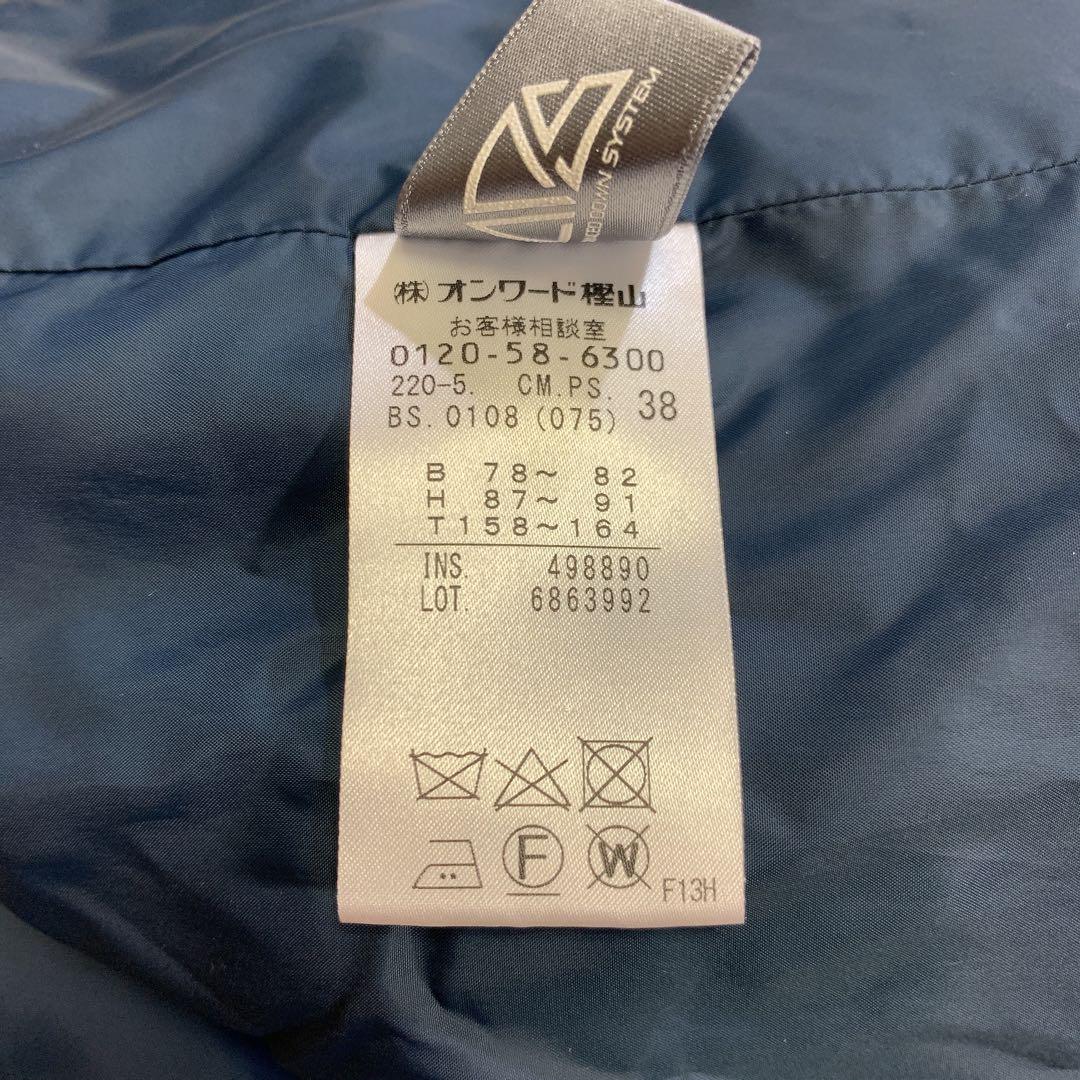 DOWN SYSTEM
(株)オンワード樫山
お客様相談室
0120-58-6300
220-5. CM.PS. 38
BS.0108 (075)
B 78～ 82
H 87～ 91
T158～164
INS. 498890
LOT. 6863992
F
W
F13H